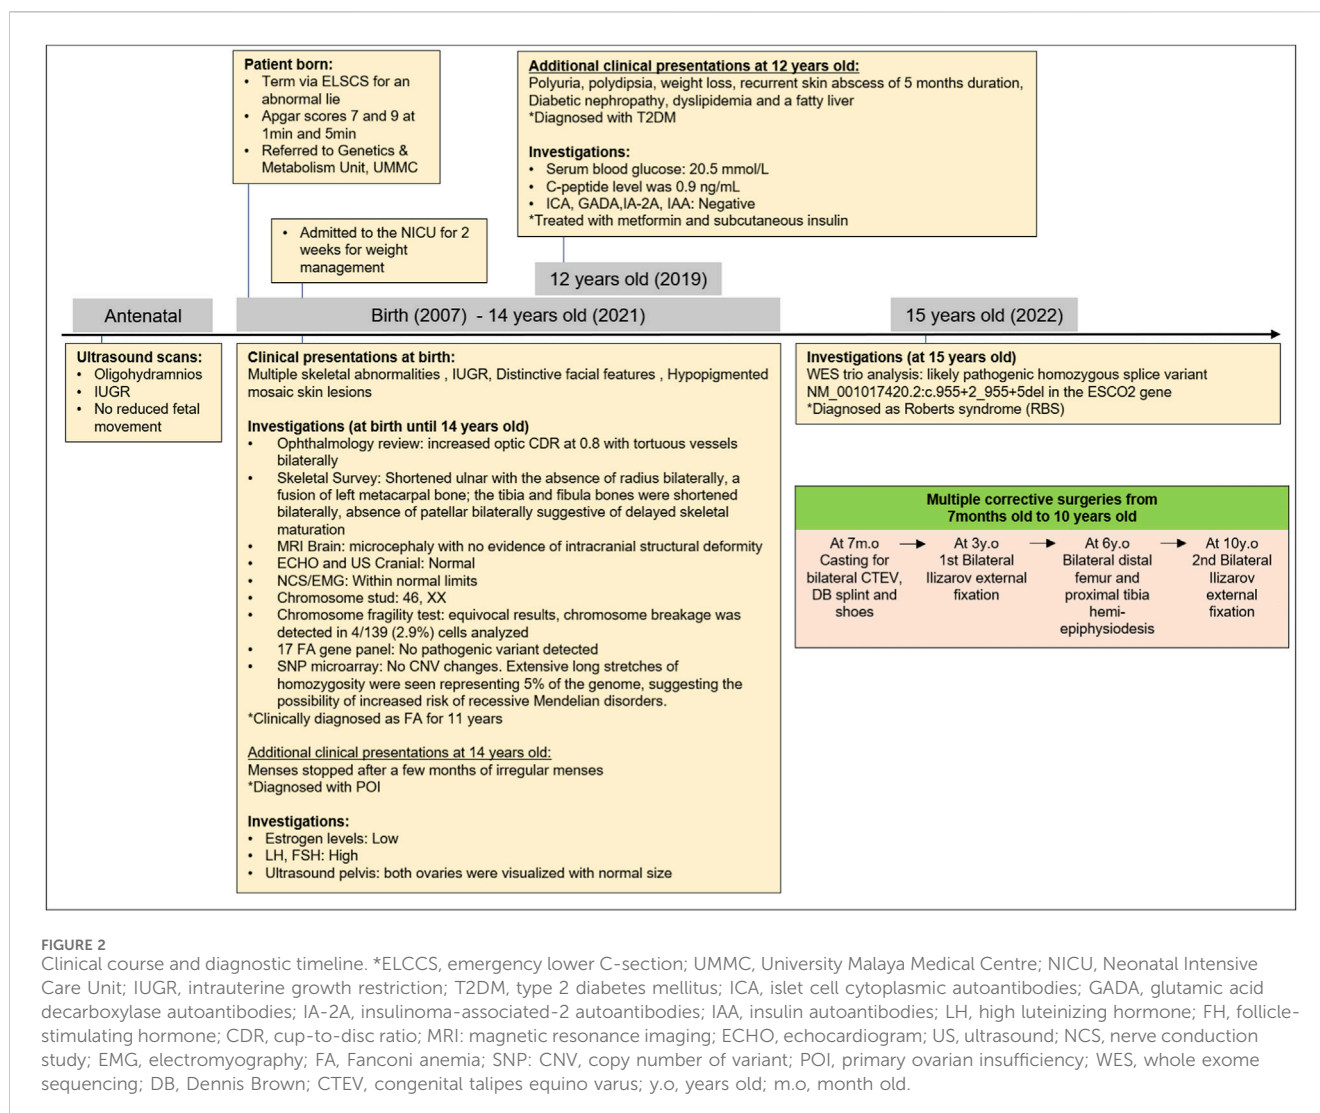 Patient born:
• Term via ELSCS for an
abnormal lie
• Apgar scores 7 and 9 at
1min and 5min
• Referred to Genetics &
Metabolism Unit, UMMC
Additional clinical presentations at 12 years old:
Polyuria, polydipsia, weight loss, recurrent skin abscess of 5 months duration,
Diabetic nephropathy, dyslipidemia and a fatty liver
*Diagnosed with T2DM
Investigations:
• Serum blood glucose: 20.5 mmol/L
• C-peptide level was 0.9 ng/mL
• ICA, GADA,IA-2A, IAA: Negative
*Treated with metformin and subcutaneous insulin
• Admitted to the NICU for 2
weeks for weight
management
12 years old (2019)
Antenatal
Birth (2007) - 14 years old (2021)
15 years old (2022)
Ultrasound scans:
• Oligohydramnios
• IUGR
• No reduced fetal
movement
Clinical presentations at birth:
Multiple skeletal abnormalities , IUGR, Distinctive facial features , Hypopigmented
mosaic skin lesions
Investigations (at birth until 14 years old)
• Ophthalmology review: increased optic CDR at 0.8 with tortuous vessels
bilaterally
• Skeletal Survey: Shortened ulnar with the absence of radius bilaterally, a
fusion of left metacarpal bone; the tibia and fibula bones were shortened
bilaterally, absence of patellar bilaterally suggestive of delayed skeletal
maturation
• MRI Brain: microcephaly with no evidence of intracranial structural deformity
• ECHO and US Cranial: Normal
• NCS/EMG: Within normal limits
• Chromosome stud: 46, XX
• Chromosome fragility test: equivocal results, chromosome breakage was
detected in 4/139 (2.9%) cells analyzed
• 17 FA gene panel: No pathogenic variant detected
• SNP microarray: No CNV changes. Extensive long stretches of
homozygosity were seen representing 5% of the genome, suggesting the
possibility of increased risk of recessive Mendelian disorders.
*Clinically diagnosed as FA for 11 years
Additional clinical presentations at 14 years old:
Menses stopped after a few months of irregular menses
*Diagnosed with POI
Investigations:
• Estrogen levels: Low
• LH, FSH: High
• Ultrasound pelvis: both ovaries were visualized with normal size
Investigations (at 15 years old)
WES trio analysis: likely pathogenic homozygous splice variant
NM_001017420.2:c.955+2_955+5del in the ESCO2 gene
*Diagnosed as Roberts syndrome (RBS)
Multiple corrective surgeries from
7months old to 10 years old
At 7m.o
Casting for
bilateral CTEV,
DB splint and
shoes
At 3y.o
1st Bilateral
Ilizarov external
fixation
At 6y.o
Bilateral distal
femur and
proximal tibia
hemi-
epiphysiodesis
At 10y.o
2nd Bilateral
Ilizarov
external
fixation
FIGURE 2
Clinical course and diagnostic timeline. *ELCCS, emergency lower C-section; UMMC, University Malaya Medical Centre; NICU, Neonatal Intensive
Care Unit; IUGR, intrauterine growth restriction; T2DM, type 2 diabetes mellitus; ICA, islet cell cytoplasmic autoantibodies; GADA, glutamic acid
decarboxylase autoantibodies; IA-2A, insulinoma-associated-2 autoantibodies; IAA, insulin autoantibodies; LH, high luteinizing hormone; FH, follicle-
stimulating hormone; CDR, cup-to-disc ratio; MRI: magnetic resonance imaging; ECHO, echocardiogram; US, ultrasound; NCS, nerve conduction
study; EMG, electromyography; FA, Fanconi anemia; SNP: CNV, copy number of variant; POI, primary ovarian insufficiency; WES, whole exome
sequencing; DB, Dennis Brown; CTEV, congenital talipes equino varus; y.o, years old; m.o, month old.